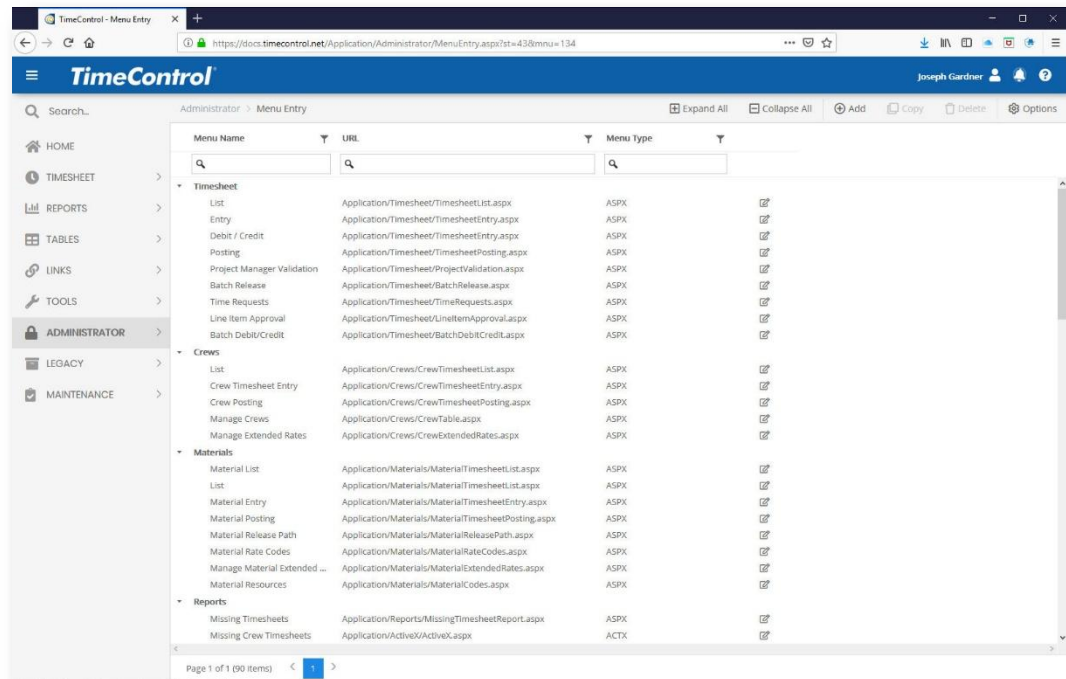 TimeControl - Menu Entry
https://docs.timecontrol.net/Application/Administrator/MenuEntry.aspx?st=43&mnu=134
TimeControl
Joseph Gardner
Search...
Administrator > Menu Entry
Expand All
Collapse All
Add
Copy
Delete
Options
HOME
TIMESHEET
REPORTS
TABLES
LINKS
TOOLS
ADMINISTRATOR
LEGACY
MAINTENANCE
Menu Name URL Menu Type
Timesheet
List Application/Timesheet/TimesheetList.aspx ASPX
Entry Application/Timesheet/TimesheetEntry.aspx ASPX
Debit / Credit Application/Timesheet/TimesheetEntry.aspx ASPX
Posting Application/Timesheet/TimesheetPosting.aspx ASPX
Project Manager Validation Application/Timesheet/ProjectValidation.aspx ASPX
Batch Release Application/Timesheet/BatchRelease.aspx ASPX
Time Requests Application/Timesheet/TimeRequests.aspx ASPX
Line Item Approval Application/Timesheet/LineItemApproval.aspx ASPX
Batch Debit/Credit Application/Timesheet/BatchDebitCredit.aspx ASPX
Crews
List Application/Crews/CrewTimesheetList.aspx ASPX
Crew Timesheet Entry Application/Crews/CrewTimesheetEntry.aspx ASPX
Crew Posting Application/Crews/CrewTimesheetPosting.aspx ASPX
Manage Crews Application/Crews/CrewTable.aspx ASPX
Manage Extended Rates Application/Crews/CrewExtendedRates.aspx ASPX
Materials
Material List Application/Materials/MaterialTimesheetList.aspx ASPX
List Application/Materials/MaterialTimesheetList.aspx ASPX
Material Entry Application/Materials/MaterialTimesheetEntry.aspx ASPX
Material Posting Application/Materials/MaterialTimesheetPosting.aspx ASPX
Material Release Path Application/Materials/MaterialReleasePath.aspx ASPX
Material Rate Codes Application/Materials/MaterialRateCodes.aspx ASPX
Manage Material Extended ... Application/Materials/MaterialExtendedRates.aspx ASPX
Material Resources Application/Materials/MaterialCodes.aspx ASPX
Reports
Missing Timesheets Application/Reports/MissingTimesheetReport.aspx ASPX
Missing Crew Timesheets Application/ActiveX/ActiveX.aspx ACTX
Page 1 of 1 (90 items) < 1 >